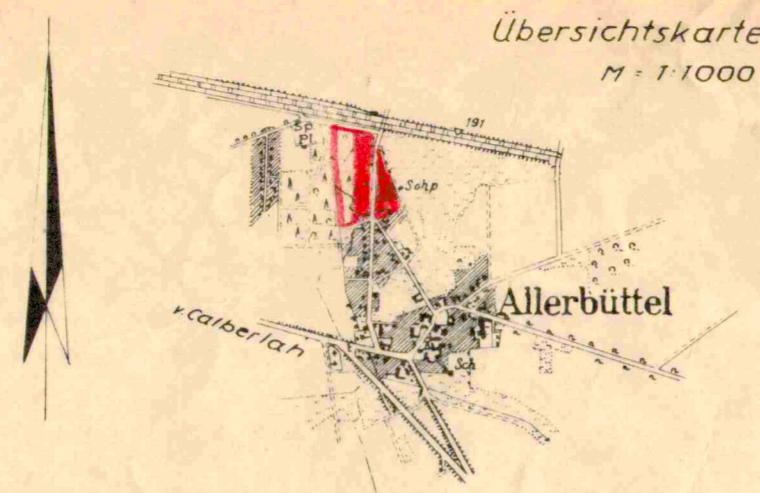 Übersichtskarte
M = 1:1000
191
Sp
Pl.
Schp.
Allerbüttel
v. Calberlah
Sch.